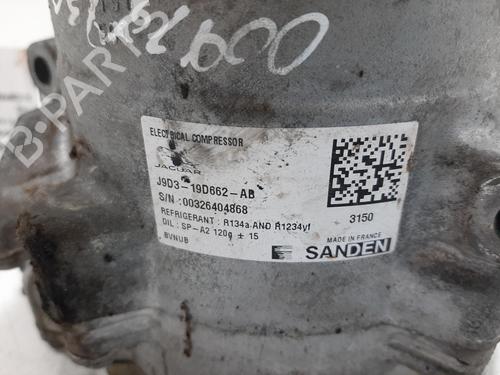 1600
ELECTRICAL COMPRESSOR
JAGUAR
J9D3-19D662-AB
S/N : 00326404868
REFRIGERANT : R134a AND R1234yf
OIL : SP-A2 120g ± 15
BVNUB
3150
MADE IN FRANCE
SANDEN
B-PARTS